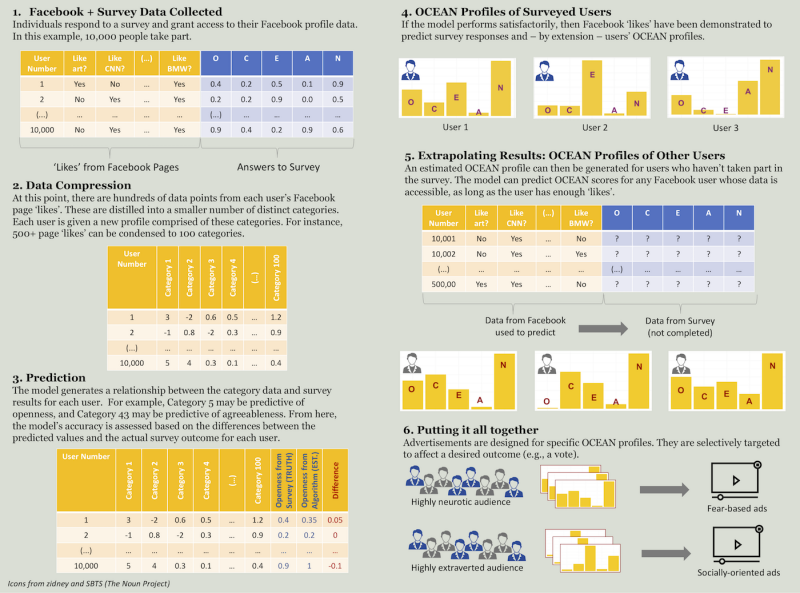 1. Facebook + Survey Data Collected
Individuals respond to a survey and grant access to their Facebook profile data.
In this example, 10,000 people take part.
User Number Like art? Like CNN? (...) Like BMW? O C E A N
1 Yes No ... Yes 0.4 0.2 0.5 0.1 0.9
2 No Yes ... Yes 0.2 0.2 0.9 0.0 0.5
(...) ... ... ... ... (...) ... ... ... ...
10,000 No Yes ... Yes 0.9 0.4 0.2 0.9 0.6
'Likes' from Facebook Pages
Answers to Survey
2. Data Compression
At this point, there are hundreds of data points from each user's Facebook
page 'likes'. These are distilled into a smaller number of distinct categories.
Each user is given a new profile comprised of these categories. For instance,
500+ page 'likes' can be condensed to 100 categories.
User Number Category 1 Category 2 Category 3 Category 4 (...) Category 100
1 3 -2 0.6 0.5 ... 1.2
2 -1 0.8 -2 0.3 ... 0.9
(...) ... ... ... ... ...
10,000 5 4 0.3 0.1 ... 0.4
3. Prediction
The model generates a relationship between the category data and survey
results for each user. For example, Category 5 may be predictive of
openness, and Category 43 may be predictive of agreeableness. From here,
the model's accuracy is assessed based on the differences between the
predicted values and the actual survey outcome for each user.
User Number Category 1 Category 2 Category 3 Category 4 (...) Category 100 Openness from Survey (TRUTH) Openness from Algorithm (EST.) Difference
1 3 -2 0.6 0.5 ... 1.2 0.4 0.35 0.05
2 -1 0.8 -2 0.3 ... 0.9 0.2 0.2 0
(...) ... ... ... ... ...
10,000 5 4 0.3 0.1 ... 0.4 0.9 1 -0.1
Icons from zidney and SBTS (The Noun Project)
4. OCEAN Profiles of Surveyed Users
If the model performs satisfactorily, then Facebook 'likes' have been demonstrated to
predict survey responses and – by extension – users' OCEAN profiles.
O C E A N
O C E A N
O C E A N
User 1
User 2
User 3
5. Extrapolating Results: OCEAN Profiles of Other Users
An estimated OCEAN profile can then be generated for users who haven't taken part in
the survey. The model can predict OCEAN scores for any Facebook user whose data is
accessible, as long as the user has enough 'likes'.
User Number Like art? Like CNN? (...) Like BMW? O C E A N
10,001 No Yes ... No ? ? ? ? ?
10,002 No Yes ... Yes ? ? ? ? ?
(...) ... ... ... ... (...) ... ... ... ...
500,00 Yes Yes ... No ? ? ? ? ?
Data from Facebook
used to predict
Data from Survey
(not completed)
O C E A N
O C E A N
O C E A N
6. Putting it all together
Advertisements are designed for specific OCEAN profiles. They are selectively targeted
to affect a desired outcome (e.g., a vote).
Highly neurotic audience
Fear-based ads
Highly extraverted audience
Socially-oriented ads